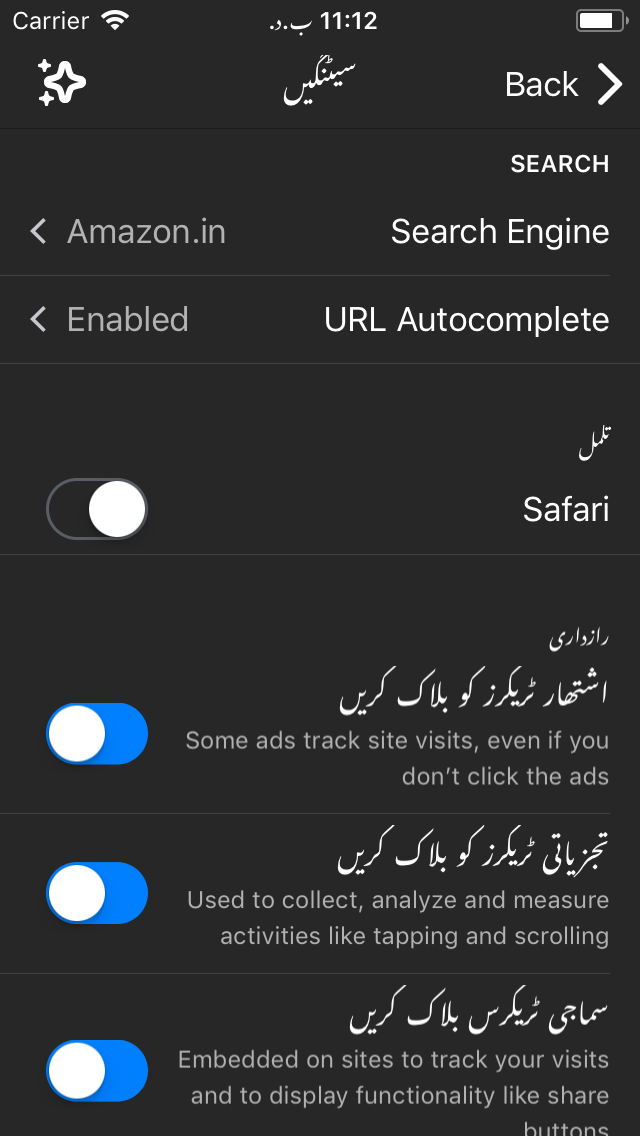 Carrier
11:12 ب.د.
سیٹنگیں
Back
SEARCH
Search Engine
Amazon.in
URL Autocomplete
Enabled
تکمل
Safari
رازداری
اشتھار ٹریکرز کو بلاک کریں
Some ads track site visits, even if you
don’t click the ads
تجزیاتی ٹریکرز کو بلاک کریں
Used to collect, analyze and measure
activities like tapping and scrolling
سماجی ٹریکرس بلاک کریں
Embedded on sites to track your visits
and to display functionality like share
buttons